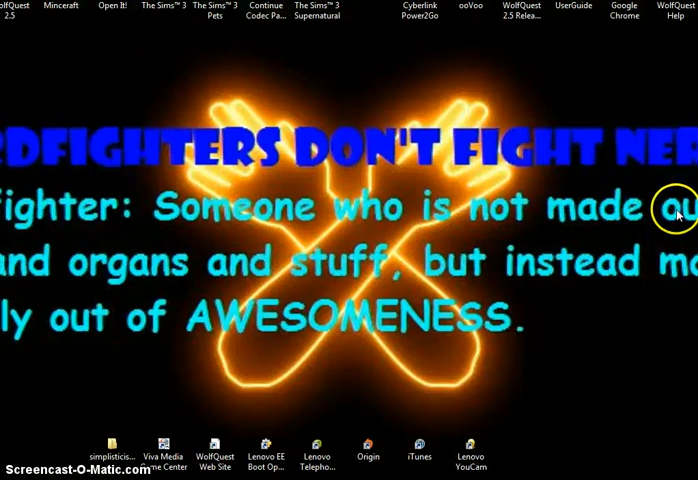 WolfQuest 2.5
Minceraft
Open It!
The Sims™ 3
The Sims™ 3 Pets
Continue Codec Pa...
The Sims™ 3 Supernatural
Cyberlink Power2Go
ooVoo
WolfQuest 2.5 Relea...
UserGuide
Google Chrome
WolfQuest Help
RDFIGHTERS DON'T FIGHT NE
fighter: Someone who is not made ou
and organs and stuff, but instead ma
ly out of AWESOMENESS.
simplisticis...
Viva Media Game Center
WolfQuest Web Site
Lenovo EE Boot Op...
Lenovo Telepho...
Origin
iTunes
Lenovo YouCam
Screencast-O-Matic.com